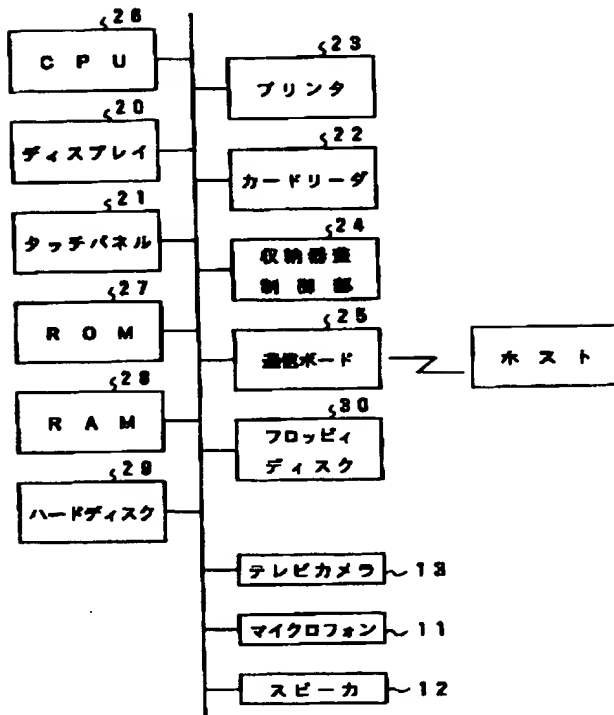 26
CPU
20
ディスプレイ
21
タッチパネル
27
ROM
28
RAM
29
ハードディスク
23
プリンタ
22
カードリーダ
24
収納器蓋
制御部
25
通信ボード
ホスト
30
フロッピィ
ディスク
テレビカメラ 13
マイクロフォン 11
スピーカ 12